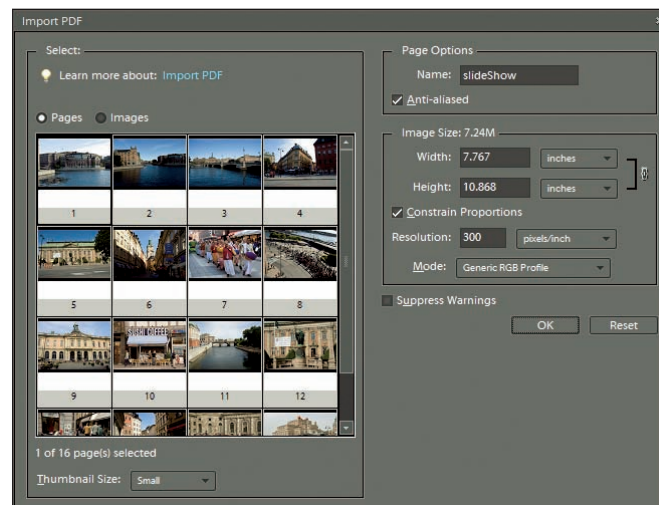 Import PDF
Select:
Learn more about: Import PDF
Pages Images
1 2 3 4
5 6 7 8
9 10 11 12
SUSHI COFFEE
1 of 16 page(s) selected
Thumbnail Size: Small
Page Options
Name: slideShow
Anti-aliased
Image Size: 7.24M
Width: 7.767 inches
Height: 10.868 inches
Constrain Proportions
Resolution: 300 pixels/inch
Mode: Generic RGB Profile
Suppress Warnings
OK Reset